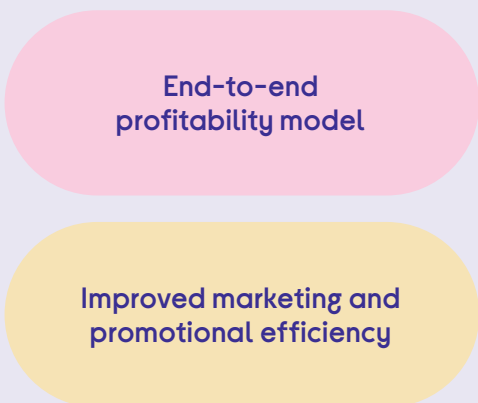 End-to-end
profitability model
Improved marketing and
promotional efficiency